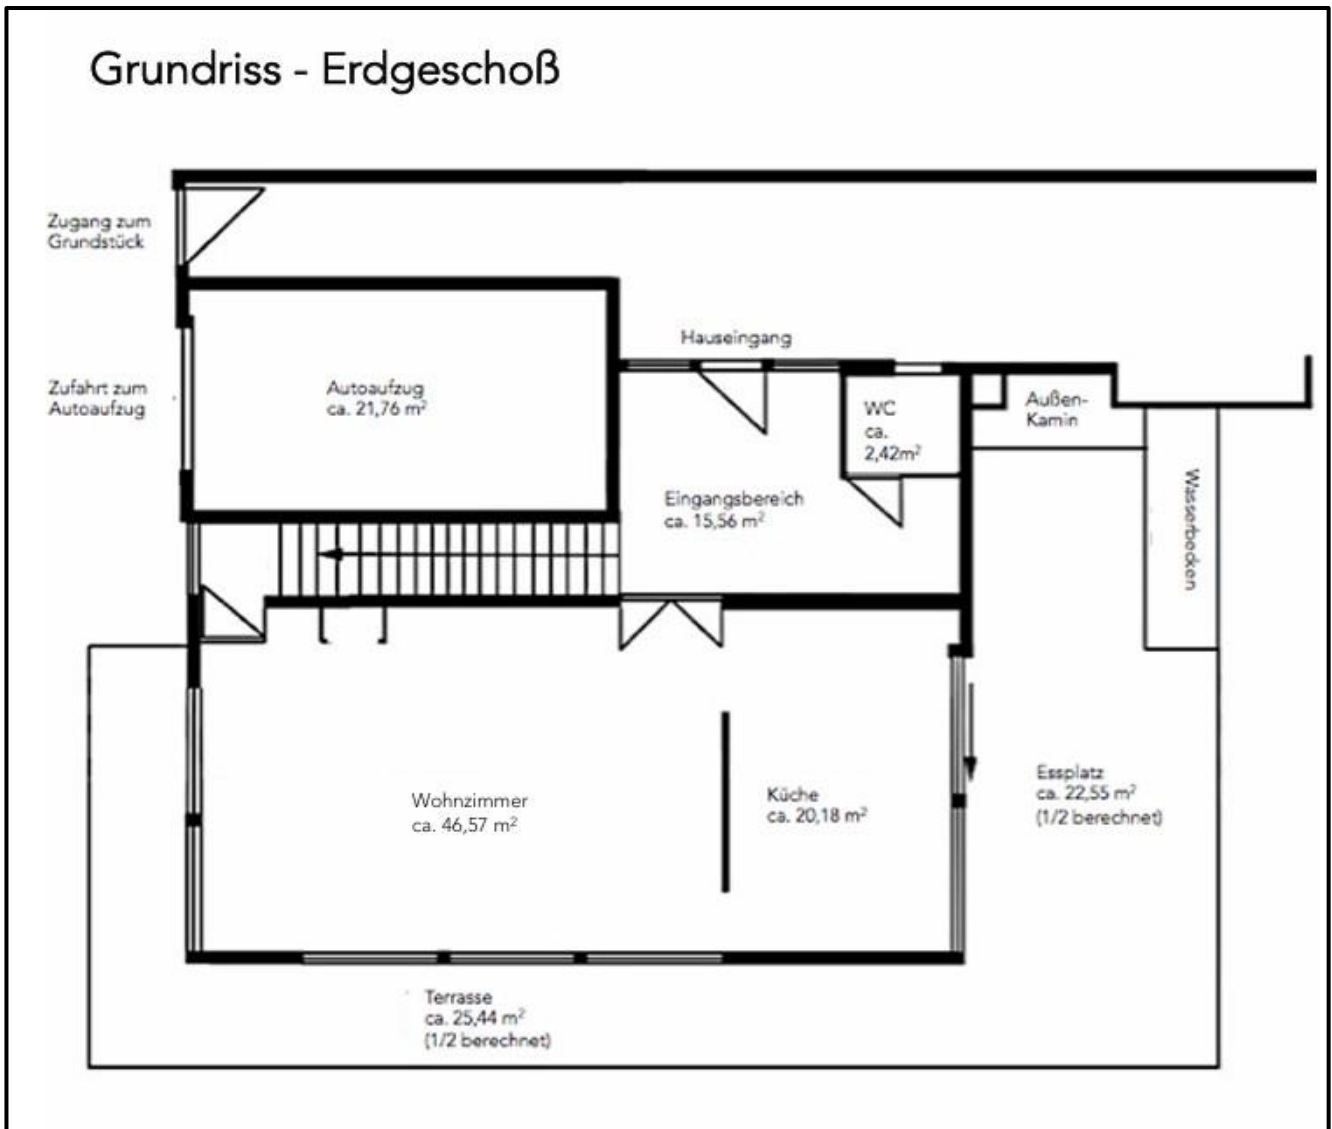 Grundriss - Erdgeschoß
Zugang zum
Grundstück
Hauseingang
Zufahrt zum
Autoaufzug
Autoaufzug
ca. 21,76 m²
WC
ca.
2,42m²
Außen-
Kamin
Eingangsbereich
ca. 15,56 m²
Wasserbecken
Wohnzimmer
ca. 46,57 m²
Küche
ca. 20,18 m²
Essplatz
ca. 22,55 m²
(1/2 berechnet)
Terrasse
ca. 25,44 m²
(1/2 berechnet)